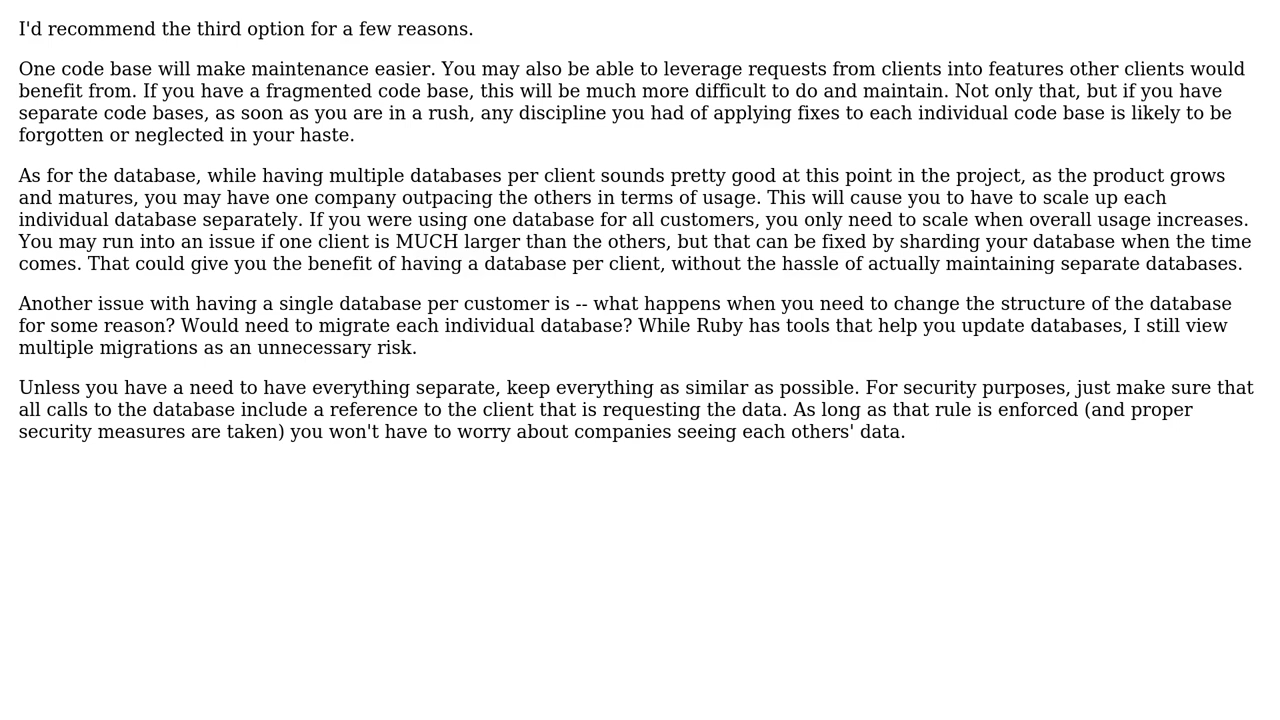 I'd recommend the third option for a few reasons.
One code base will make maintenance easier. You may also be able to leverage requests from clients into features other clients would
benefit from. If you have a fragmented code base, this will be much more difficult to do and maintain. Not only that, but if you have
separate code bases, as soon as you are in a rush, any discipline you had of applying fixes to each individual code base is likely to be
forgotten or neglected in your haste.
As for the database, while having multiple databases per client sounds pretty good at this point in the project, as the product grows
and matures, you may have one company outpacing the others in terms of usage. This will cause you to have to scale up each
individual database separately. If you were using one database for all customers, you only need to scale when overall usage increases.
You may run into an issue if one client is MUCH larger than the others, but that can be fixed by sharding your database when the time
comes. That could give you the benefit of having a database per client, without the hassle of actually maintaining separate databases.
Another issue with having a single database per customer is -- what happens when you need to change the structure of the database
for some reason? Would need to migrate each individual database? While Ruby has tools that help you update databases, I still view
multiple migrations as an unnecessary risk.
Unless you have a need to have everything separate, keep everything as similar as possible. For security purposes, just make sure that
all calls to the database include a reference to the client that is requesting the data. As long as that rule is enforced (and proper
security measures are taken) you won't have to worry about companies seeing each others' data.